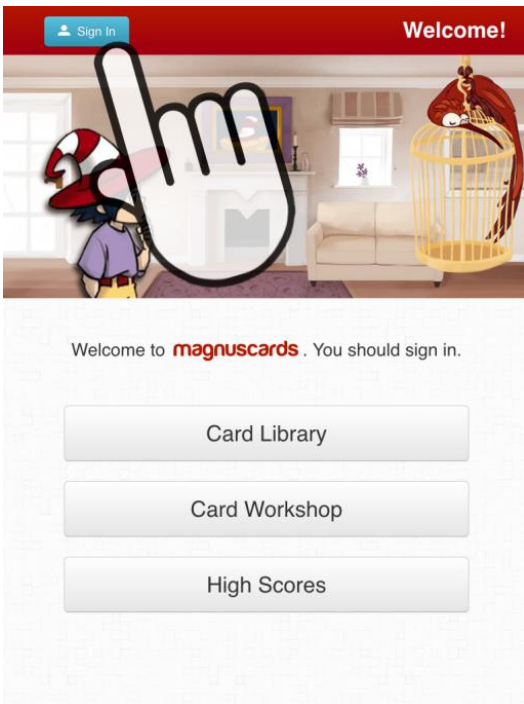 Sign In
Welcome!
Welcome to magnuscards . You should sign in.
Card Library
Card Workshop
High Scores